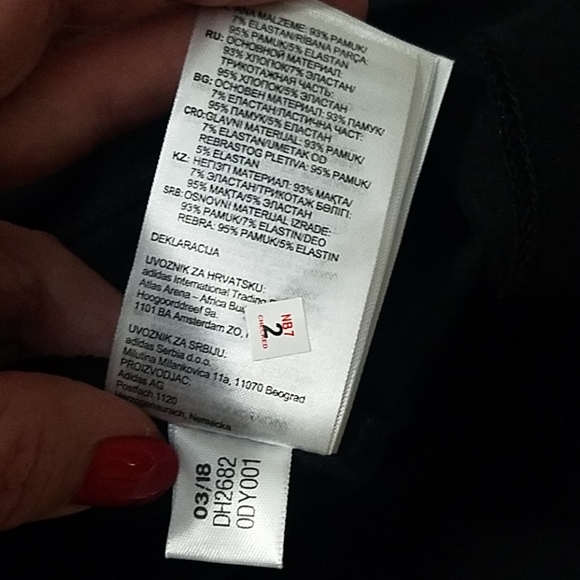 ANA MALZEME: 93% PAMUK/
7% ELASTAN/RİBANA PARÇA:
95% PAMUK/5% ELASTAN
RU: ОСНОВНОЙ МАТЕРИАЛ:
93% ХЛОПОК/7% ЭЛАСТАН/
ТРИКОТАЖНАЯ ЧАСТЬ:
95% ХЛОПОК/5% ЭЛАСТАН
BG: ОСНОВЕН МАТЕРИАЛ: 93% ПАМУК/
7% ЕЛАСТАН/ЕЛАСТИЧНА ЧАСТ:
95% ПАМУК/5% ЕЛАСТАН
CRO: GLAVNI MATERIJAL: 93% PAMUK/
7% ELASTAN/UMETAK OD
REBRASTOG PLETIVA: 95% PAMUK/
5% ELASTAN
KZ: НЕГІЗГІ МАТЕРИАЛ: 93% МАҚТА/
7% ЭЛАСТАН/ТРИКОТАЖ БӨЛІГІ:
95% МАҚТА/5% ЭЛАСТАН
SRB: OSNOVNI MATERIJAL IZRADE:
93% PAMUK/7% ELASTIN/DEO
REBRA: 95% PAMUK/5% ELASTIN
DEKLARACIJA
UVOZNIK ZA HRVATSKU:
adidas International Trading
Atlas Arena – Africa
Hoogoorddreef 9a,
1101 BA Amsterdam ZO,
NB7
2
CHECKED
UVOZNIK ZA SRBIJU:
adidas Serbia d.o.o.
Milutina Milankovica 11a, 11070 Beograd
PROIZVODJAC:
Adidas AG
Postfach 1120
Herzogenaurach, Nemacka
03/18
DH2682
0DY001